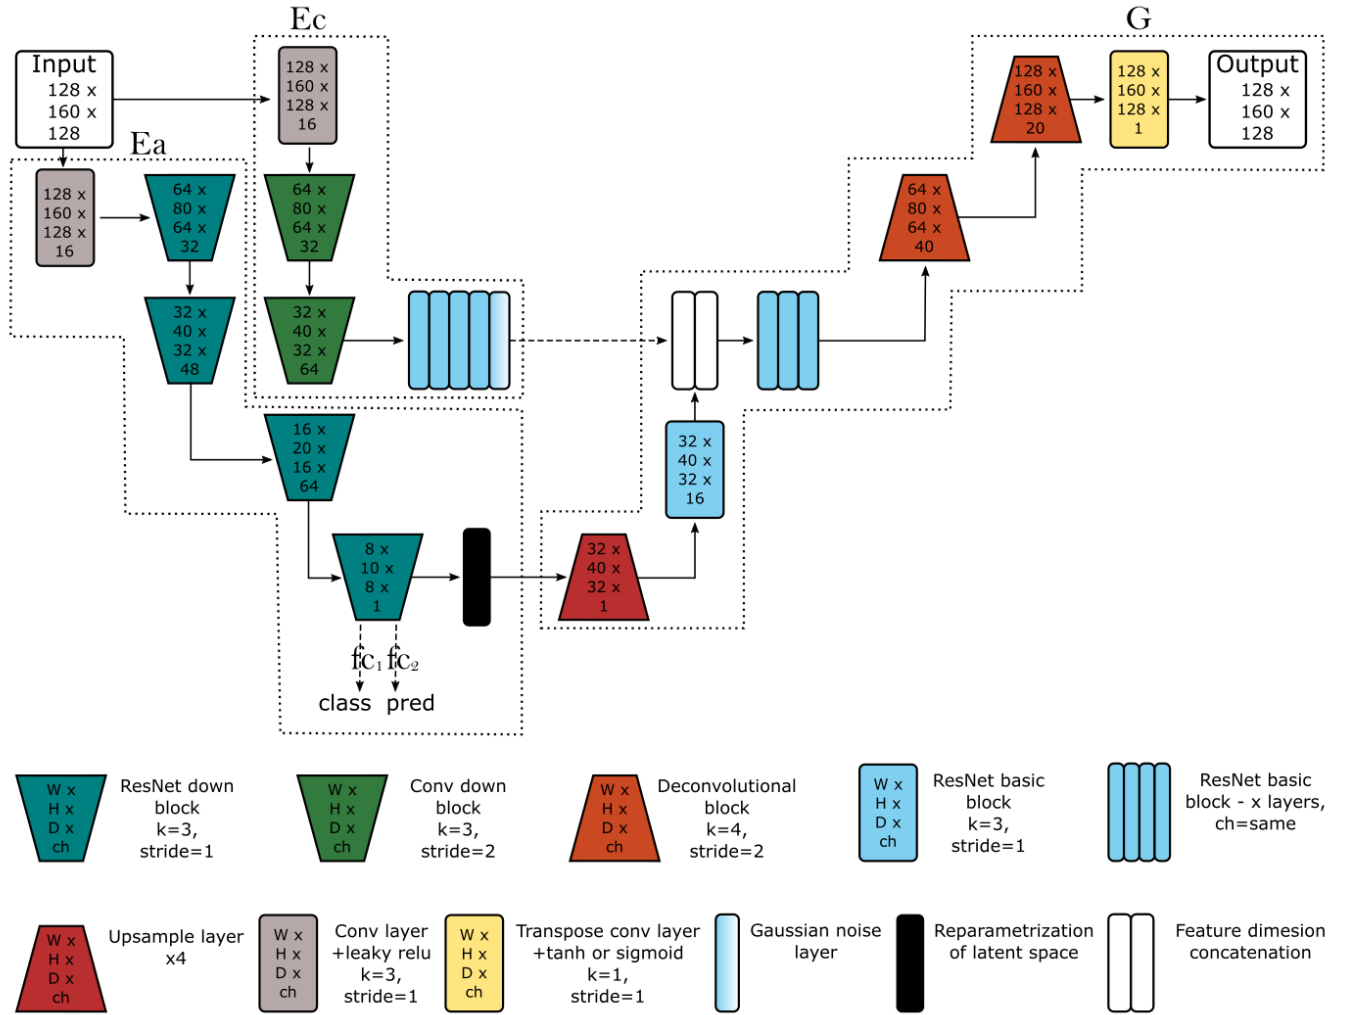 Ec
G
Input
128 x
160 x
128
128 x
160 x
128 x
16
128 x
160 x
128 x
20
128 x
160 x
128 x
1
Output
128 x
160 x
128
Ea
128 x
160 x
128 x
16
64 x
80 x
64 x
32
64 x
80 x
64 x
32
64 x
80 x
64 x
40
32 x
40 x
32 x
48
32 x
40 x
32 x
64
16 x
20 x
16 x
64
32 x
40 x
32 x
16
8 x
10 x
8 x
1
32 x
40 x
32 x
1
fc1 fc2
class pred
W x
H x
D x
ch
ResNet down
block
k=3,
stride=1
W x
H x
D x
ch
Conv down
block
k=3,
stride=2
W x
H x
D x
ch
Deconvolutional
block
k=4,
stride=2
W x
H x
D x
ch
ResNet basic
block
k=3,
stride=1
ResNet basic
block - x layers,
ch=same
W x
H x
D x
ch
Upsample layer
x4
W x
H x
D x
ch
Conv layer
+leaky relu
k=3,
stride=1
W x
H x
D x
ch
Transpose conv layer
+tanh or sigmoid
k=1,
stride=1
Gaussian noise
layer
Reparametrization
of latent space
Feature dimesion
concatenation